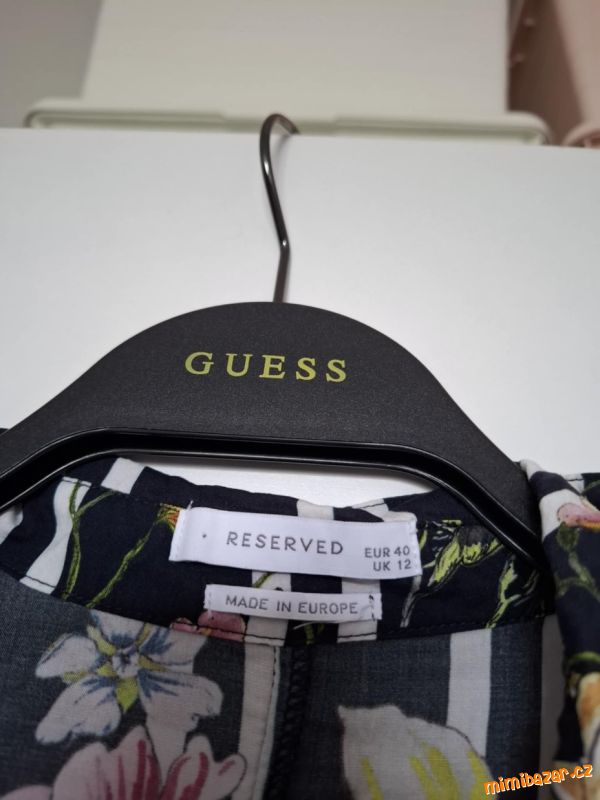 GUESS
RESERVED
EUR 40
UK 12
MADE IN EUROPE
mimibazar.cz